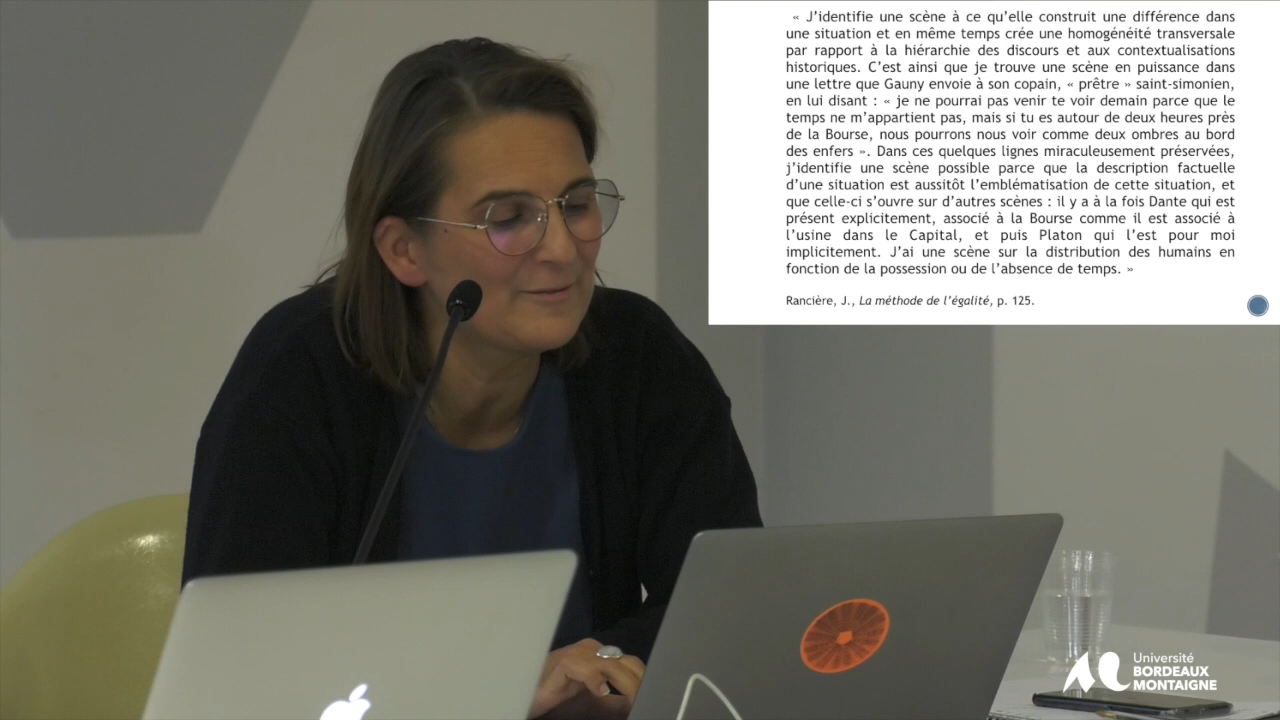 « J’identifie une scène à ce qu’elle construit une différence dans
une situation et en même temps crée une homogénéité transversale
par rapport à la hiérarchie des discours et aux contextualisations
historiques. C’est ainsi que je trouve une scène en puissance dans
une lettre que Gauny envoie à son copain, « prêtre » saint-simonien,
en lui disant : « je ne pourrai pas venir te voir demain parce que le
temps ne m’appartient pas, mais si tu es autour de deux heures près
de la Bourse, nous pourrons nous voir comme deux ombres au bord
des enfers ». Dans ces quelques lignes miraculeusement préservées,
j’identifie une scène possible parce que la description factuelle
d’une situation est aussitôt l’emblématisation de cette situation, et
que celle-ci s’ouvre sur d’autres scènes : il y a à la fois Dante qui est
présent explicitement, associé à la Bourse comme il est associé à
l’usine dans le Capital, et puis Platon qui l’est pour moi
implicitement. J’ai une scène sur la distribution des humains en
fonction de la possession ou de l’absence de temps. »
Rancière, J., La méthode de l’égalité, p. 125.
Université
BORDEAUX
MONTAIGNE